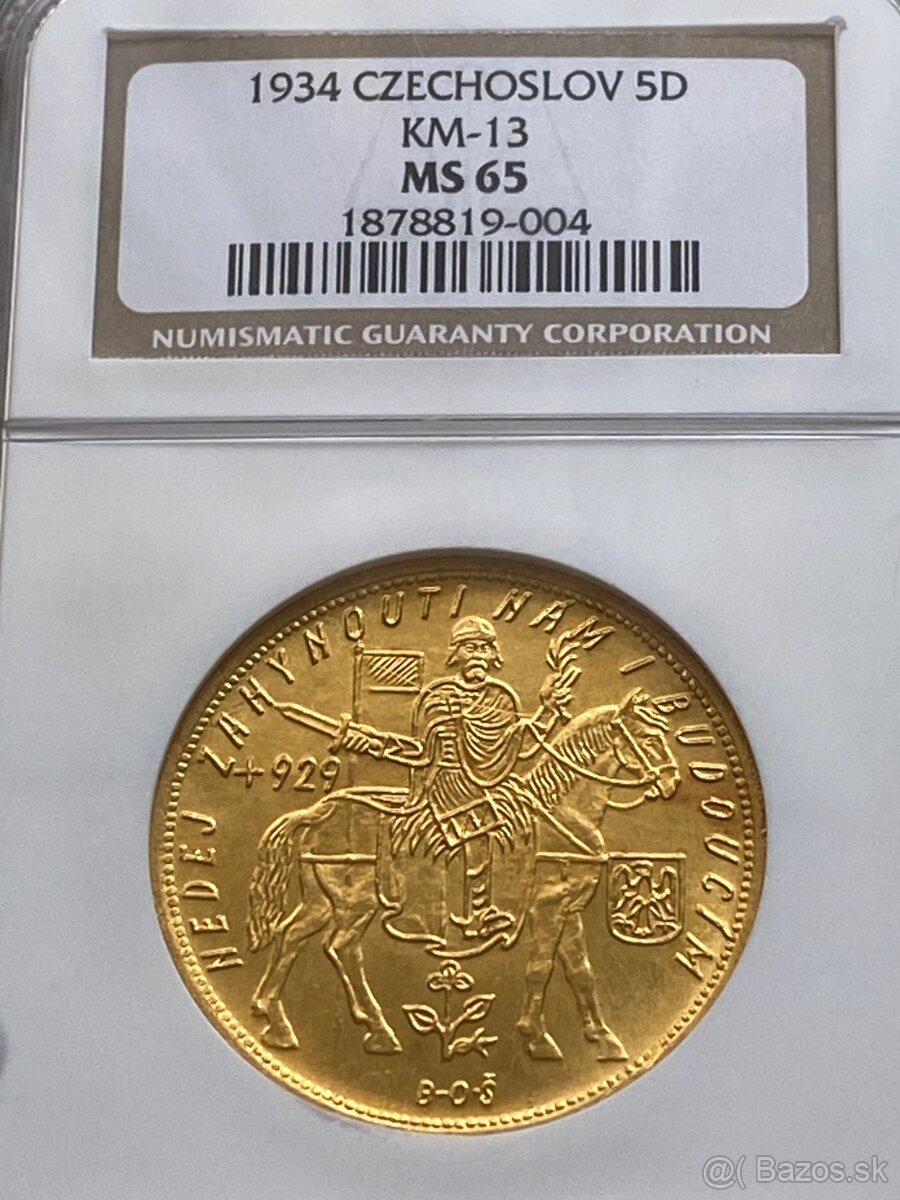 1934 CZECHOSLOV 5D
KM-13
MS 65
1878819-004
NUMISMATIC GUARANTY CORPORATION
NEDEJ ZAHYNOUTI NÁM I BUDOUCÍM
+929
@( Bazos.sk